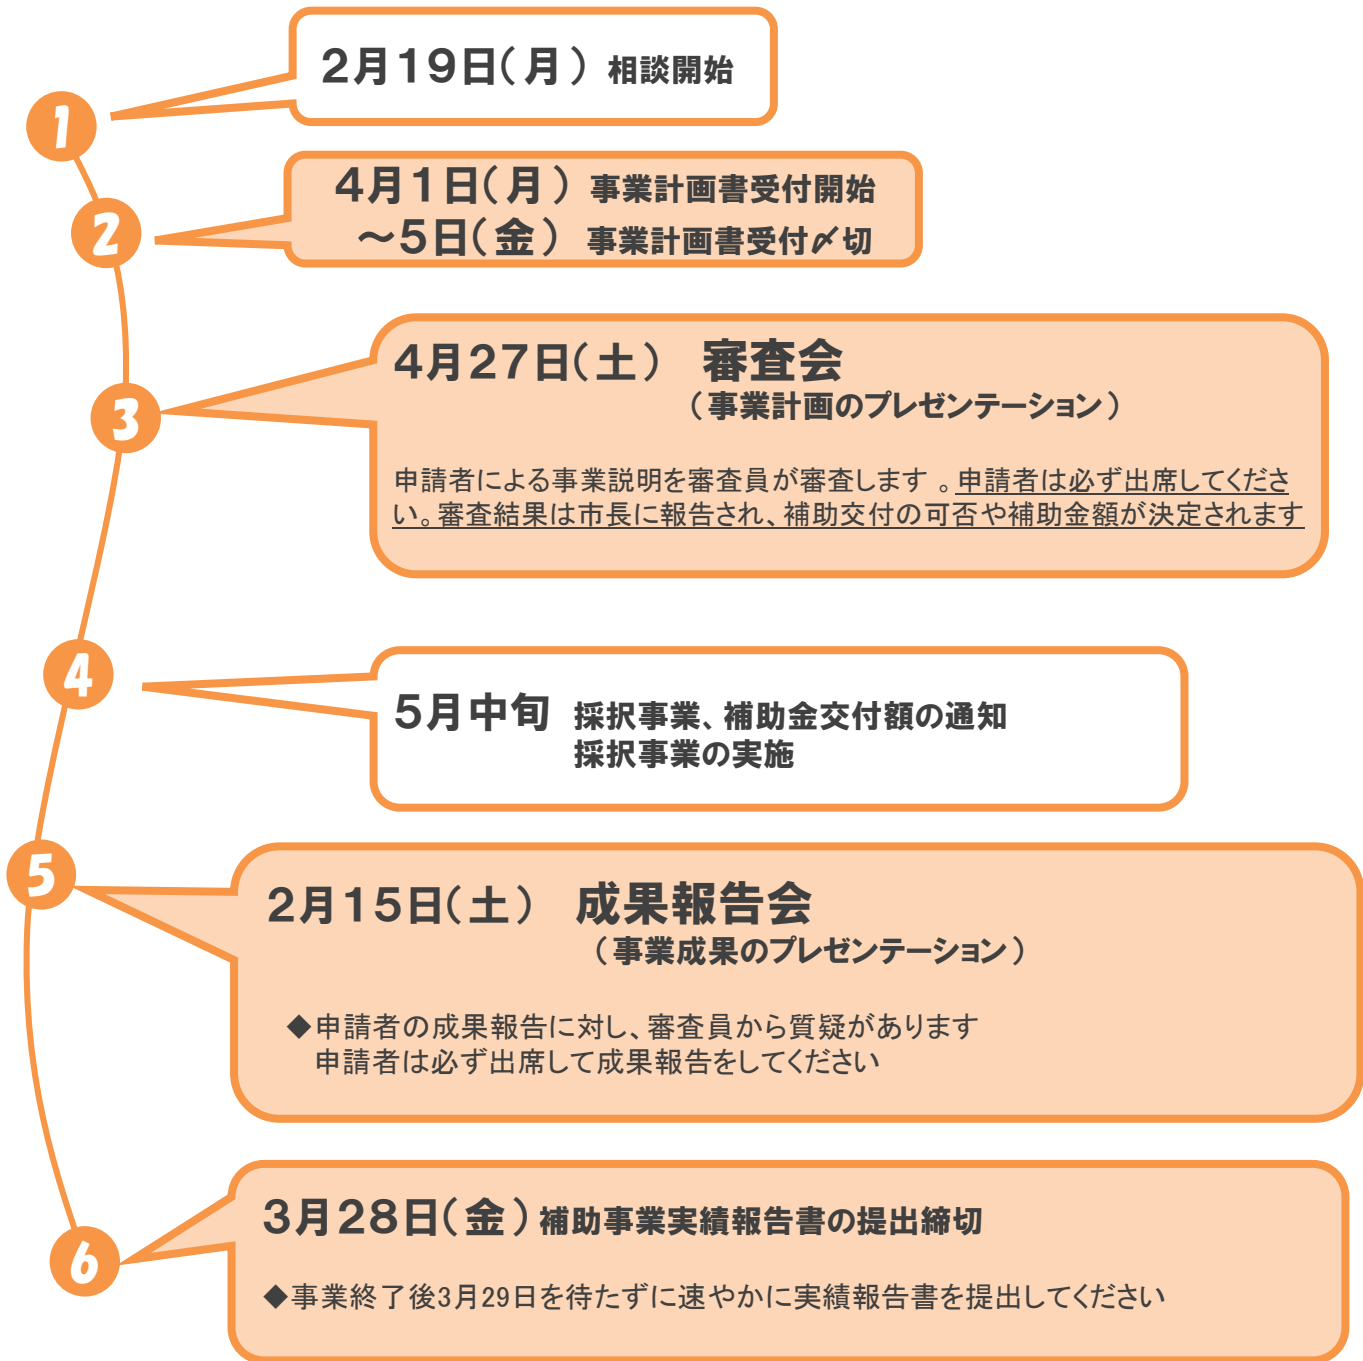 1
2月19日(月) 相談開始
2
4月1日(月) 事業計画書受付開始
～5日(金) 事業計画書受付〆切
3
4月27日(土) 審査会
(事業計画のプレゼンテーション)
申請者による事業説明を審査員が審査します 。申請者は必ず出席してくださ
い。審査結果は市長に報告され、補助交付の可否や補助金額が決定されます
4
5月中旬 採択事業、補助金交付額の通知
採択事業の実施
5
2月15日(土) 成果報告会
(事業成果のプレゼンテーション)
◆申請者の成果報告に対し、審査員から質疑があります
申請者は必ず出席して成果報告をしてください
6
3月28日(金)補助事業実績報告書の提出締切
◆事業終了後3月29日を待たずに速やかに実績報告書を提出してください